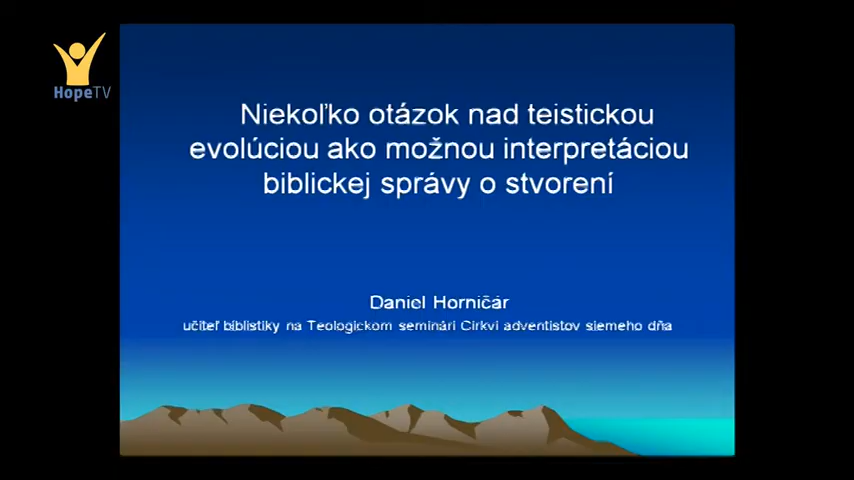 HopeTV
Niekoľko otázok nad teistickou
evolúciou ako možnou interpretáciou
biblickej správy o stvorení
Daniel Horničár
učiteľ biblistiky na Teologickom seminári Cirkvi adventistov siemeho dňa